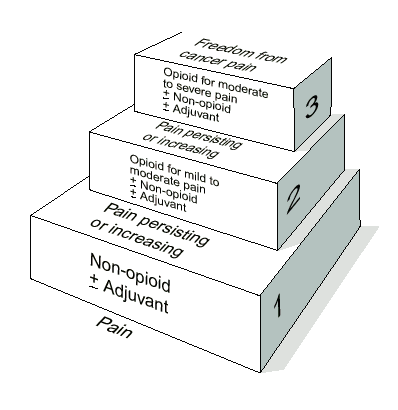 Freedom from
cancer pain
Opioid for moderate
to severe pain
± Non-opioid
± Adjuvant
3
Pain persisting
or increasing
Opioid for mild to
moderate pain
± Non-opioid
± Adjuvant
2
Pain persisting
or increasing
Non-opioid
± Adjuvant
1
Pain